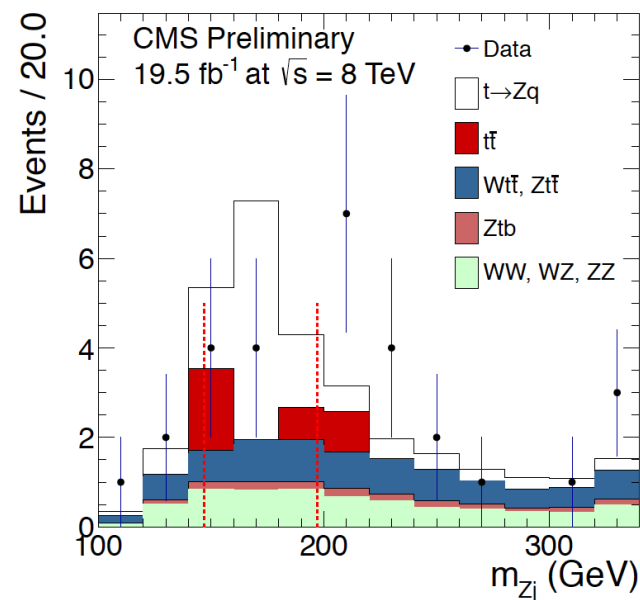 CMS Preliminary
19.5 fb⁻¹ at √s = 8 TeV
Data
t→Zq
tt̄
Wtt̄, Ztt̄
Ztb
WW, WZ, ZZ
Events / 20.0
10
8
6
4
2
0
100
200
300
m_Zj (GeV)